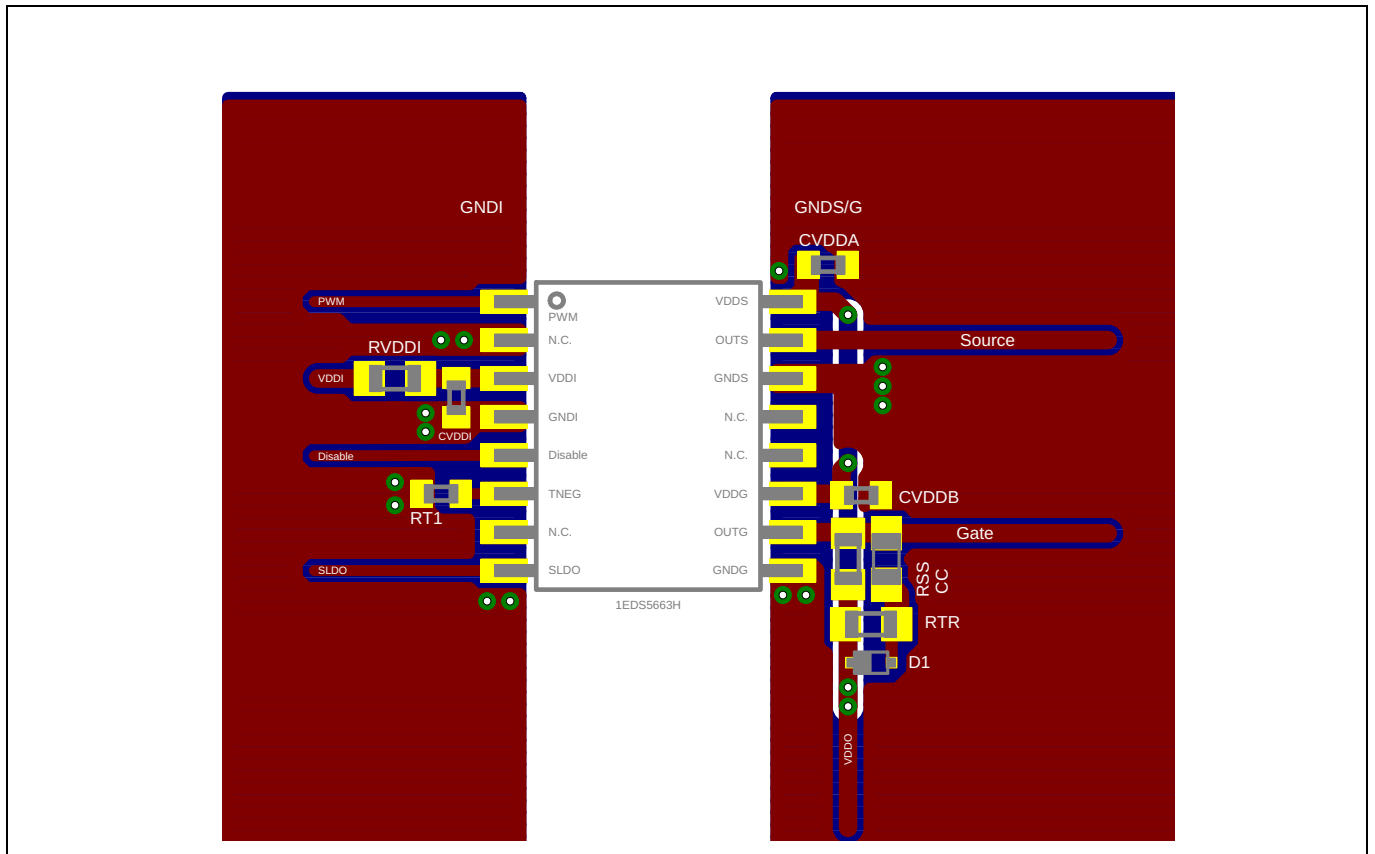 GNDI
GNDS/G
CVDDA
PWM
PWM
VDDS
RVDDI
N.C.
OUTS
Source
VDDI
VDDI
GNDS
GNDI
N.C.
CVDDI
Disable
Disable
N.C.
TNEG
VDDG
CVDDB
RT1
N.C.
OUTG
Gate
SLDO
SLDO
GNDG
RSS
CC
1EDS5663H
RTR
D1
VDDO